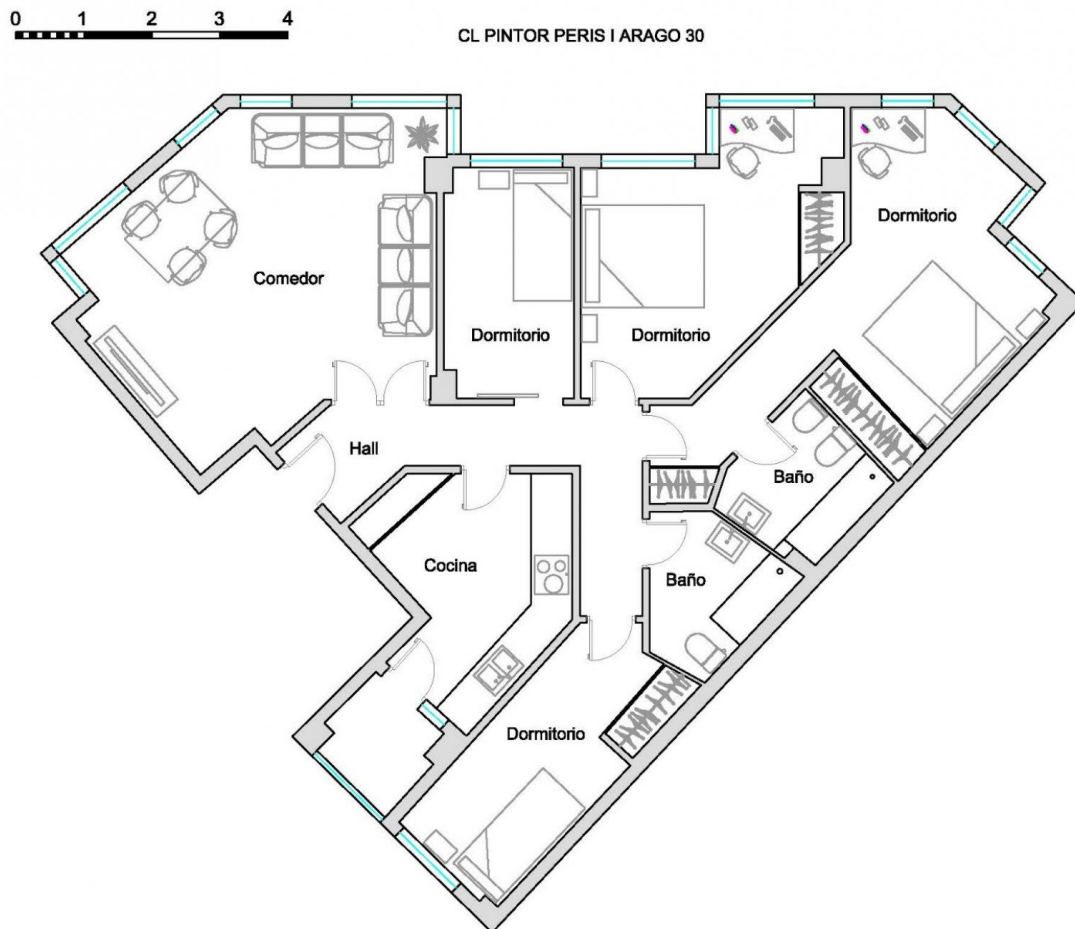 0 1 2 3 4
CL PINTOR PERIS I ARAGO 30
Dormitorio
Comedor
Dormitorio
Dormitorio
Hall
Baño
Cocina
Baño
Dormitorio